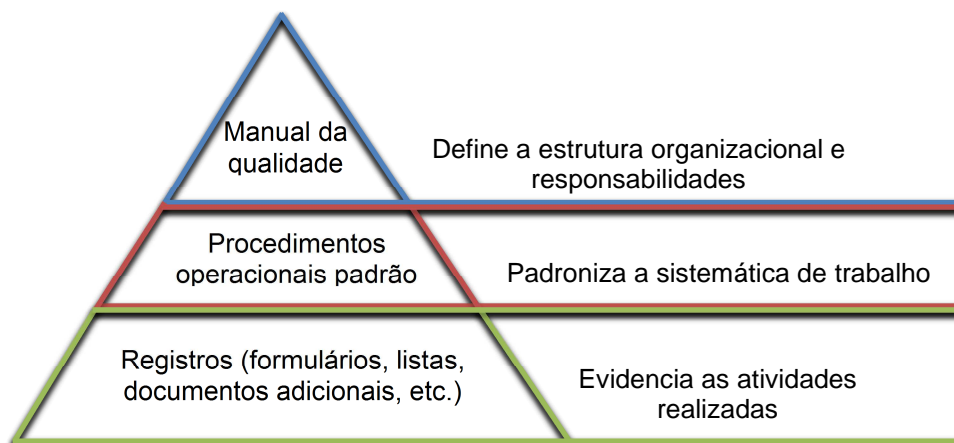 Manual da
qualidade
Define a estrutura organizacional e
responsabilidades
Procedimentos
operacionais padrão
Padroniza a sistemática de trabalho
Registros (formulários, listas,
documentos adicionais, etc.)
Evidencia as atividades
realizadas